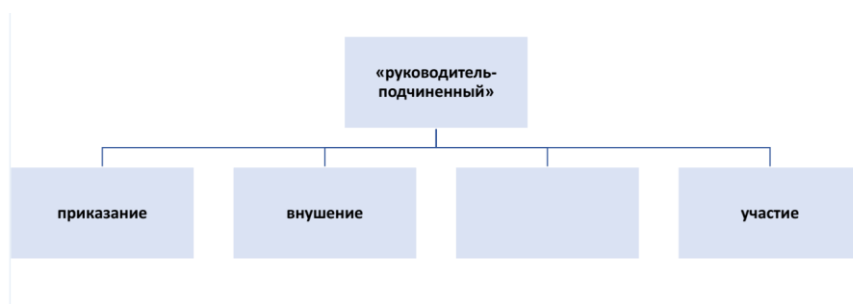 «руководитель-
подчиненный»
приказание
внушение
участие